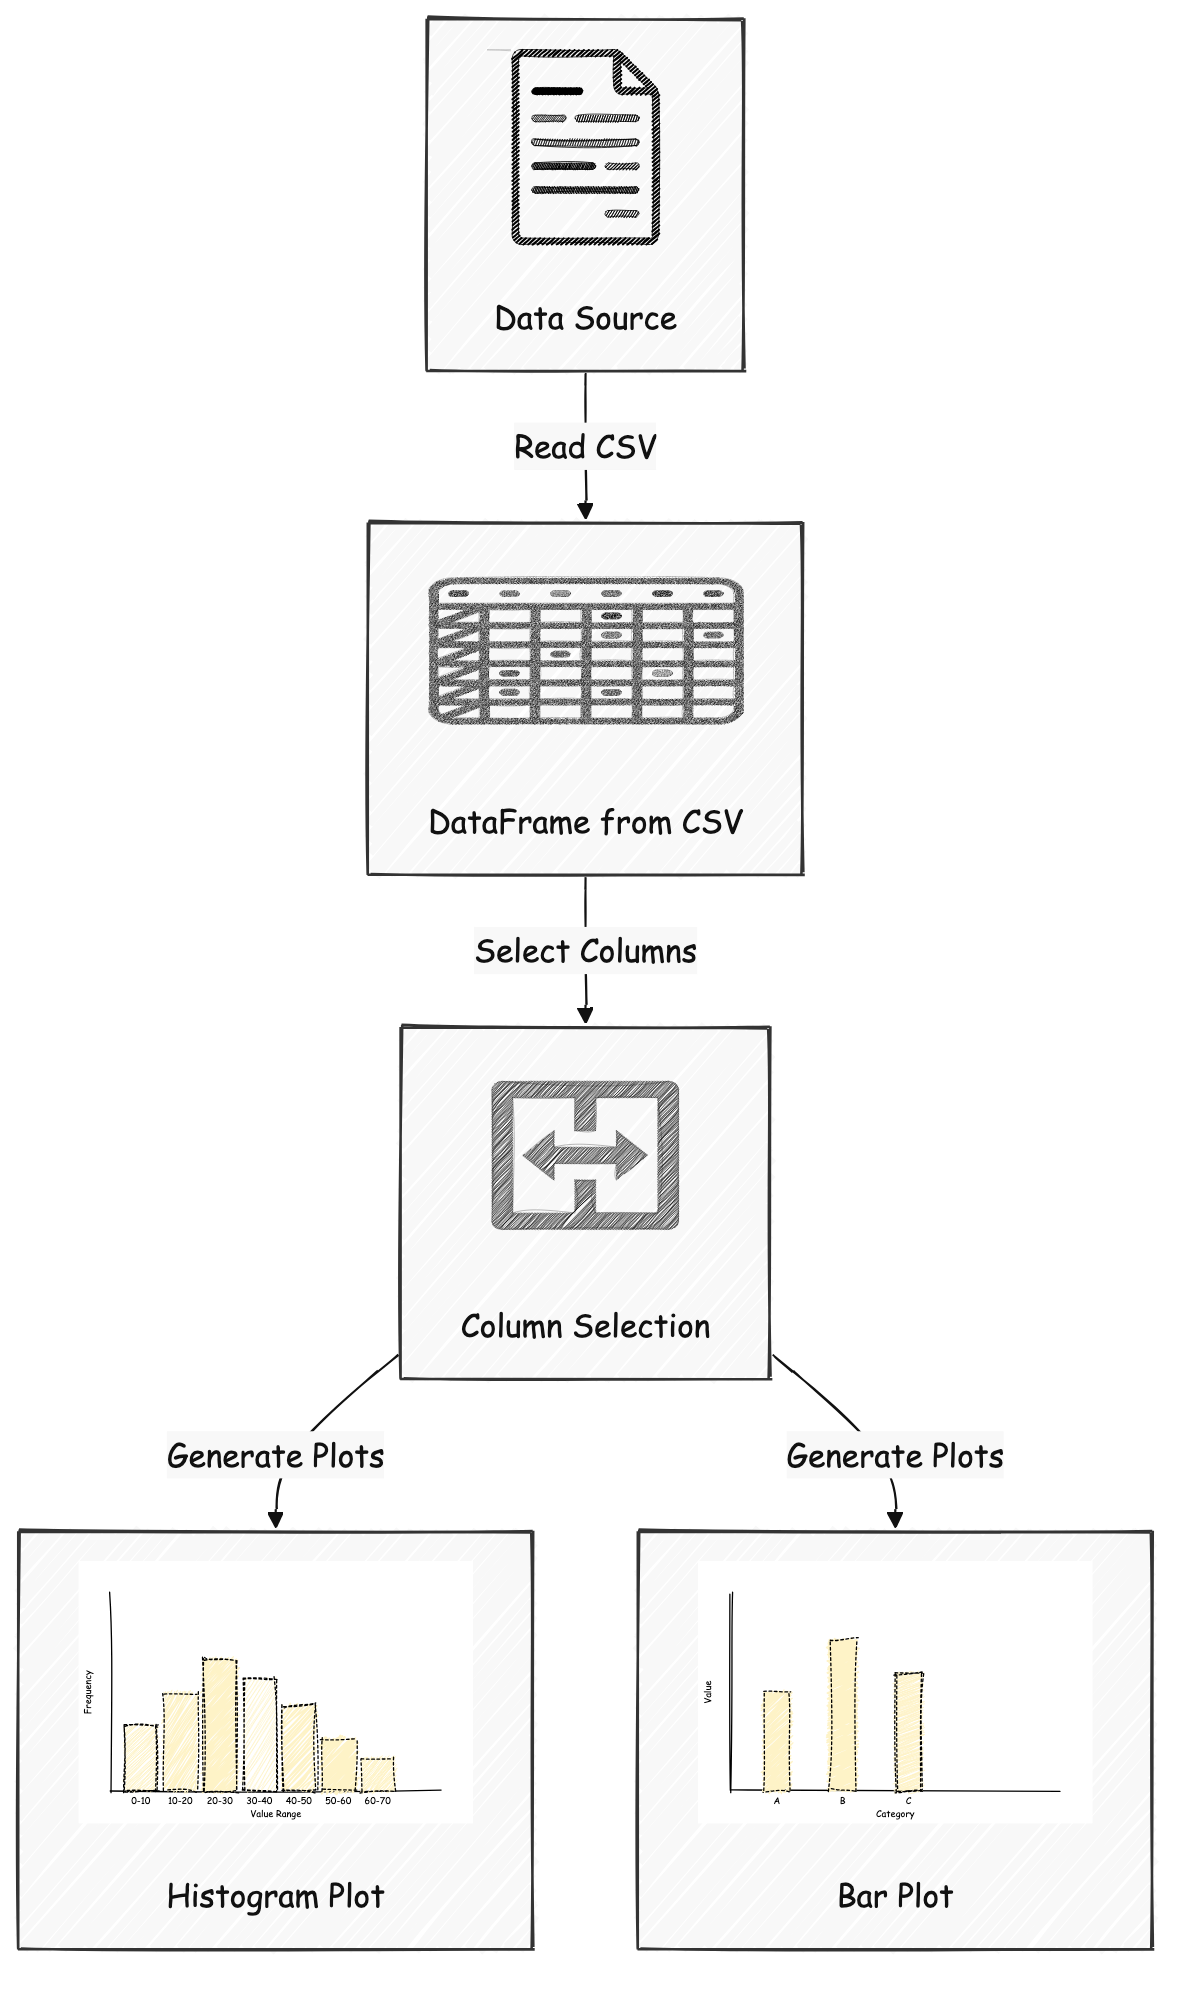 Data Source
Read CSV
DataFrame from CSV
Select Columns
Column Selection
Generate Plots
Generate Plots
Frequency
0-10 10-20 20-30 30-40 40-50 50-60 60-70
Value Range
Histogram Plot
Value
A B C
Category
Bar Plot